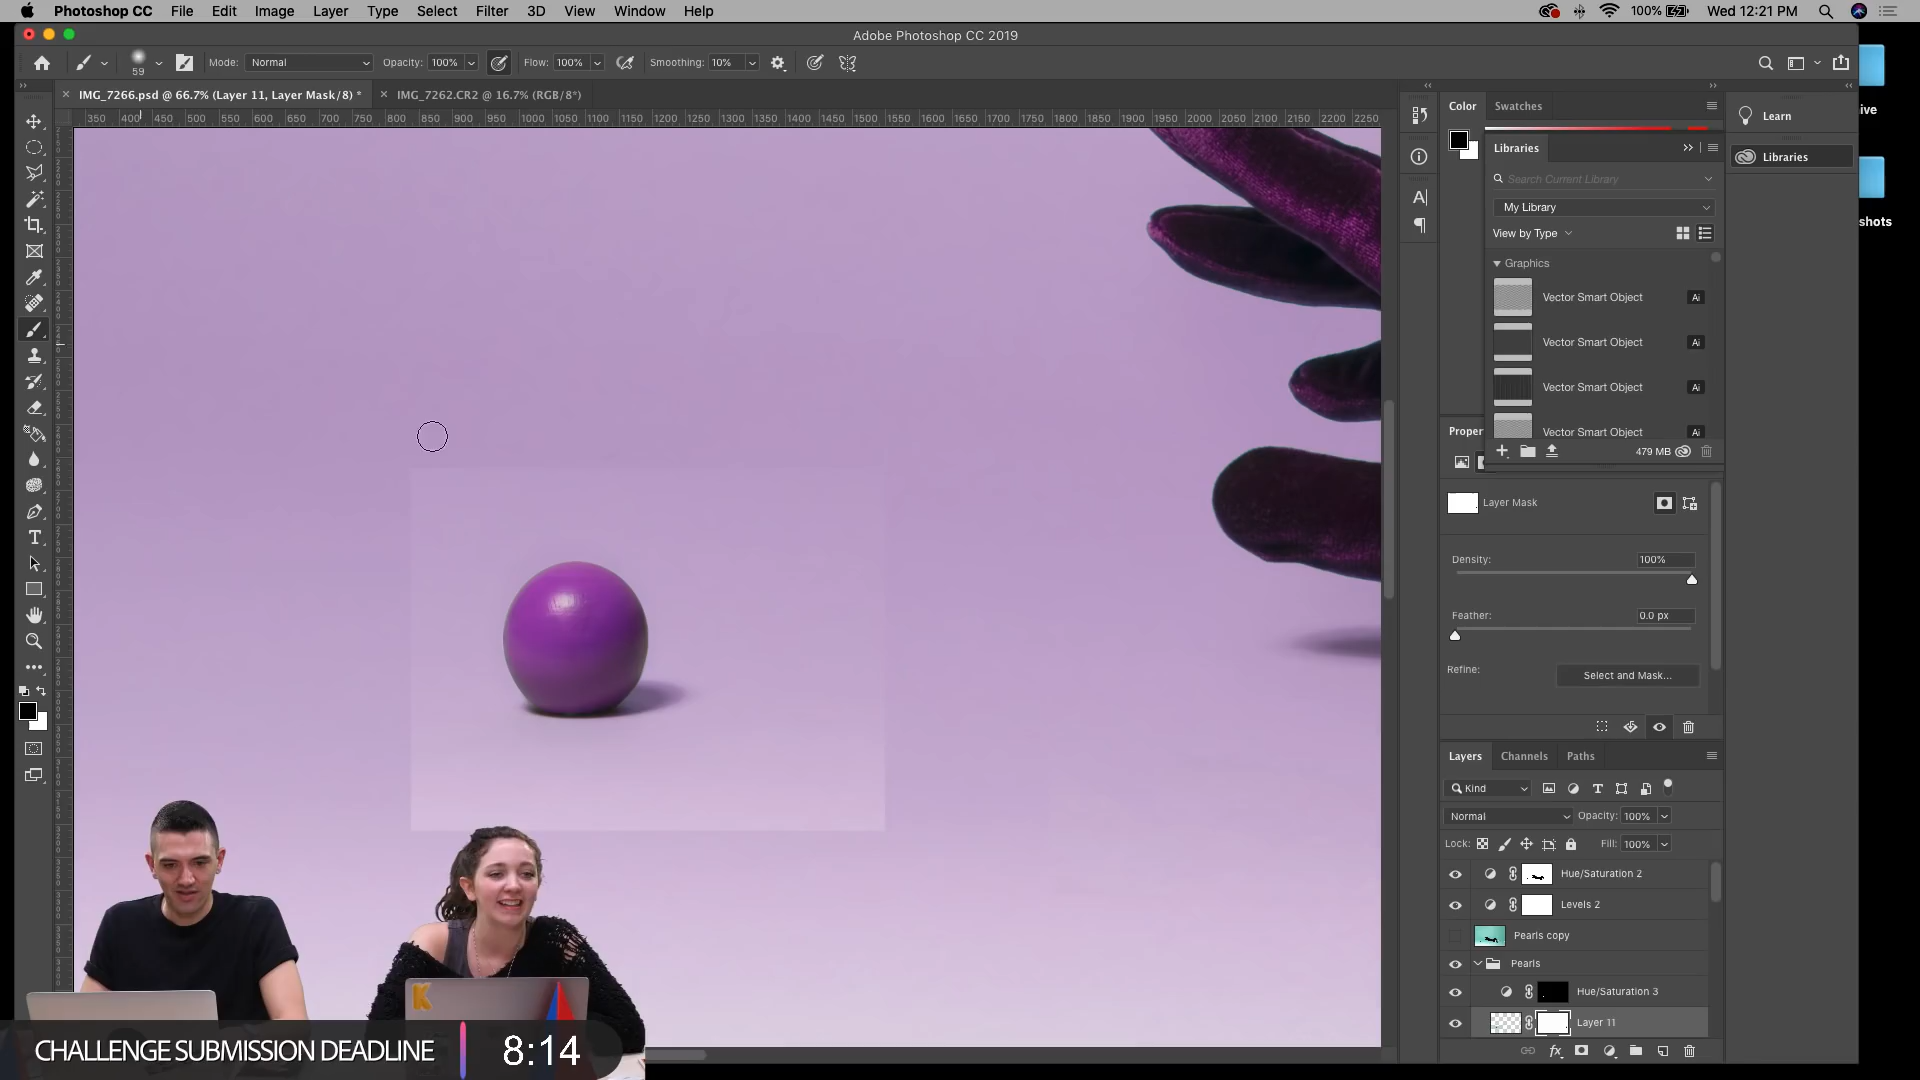 Photoshop CC File Edit Image Layer Type Select Filter 3D View Window Help 100% Wed 12:21 PM
Adobe Photoshop CC 2019
59 Mode: Normal Opacity: 100% Flow: 100% Smoothing: 10%
IMG_7266.psd @ 66.7% (Layer 11, Layer Mask/8) * IMG_7262.CR2 @ 16.7% (RGB/8*)
350 400 450 500 550 600 650 700 750 800 850 900 950 1000 1050 1100 1150 1200 1250 1300 1350 1400 1450 1500 1550 1600 1650 1700 1750 1800 1850 1900 1950 2000 2050 2100 2150 2200 2250
Color Swatches
Learn
ive
Libraries
Libraries
Search Current Library
My Library
shots
View by Type
Graphics
Vector Smart Object Ai
Vector Smart Object Ai
Vector Smart Object Ai
Vector Smart Object Ai
Proper
479 MB
Layer Mask
Density: 100%
Feather: 0.0 px
Refine: Select and Mask...
Layers Channels Paths
Kind
Normal Opacity: 100%
Lock: Fill: 100%
Hue/Saturation 2
Levels 2
Pearls copy
Pearls
Hue/Saturation 3
Layer 11
fx
K
CHALLENGE SUBMISSION DEADLINE 8:14